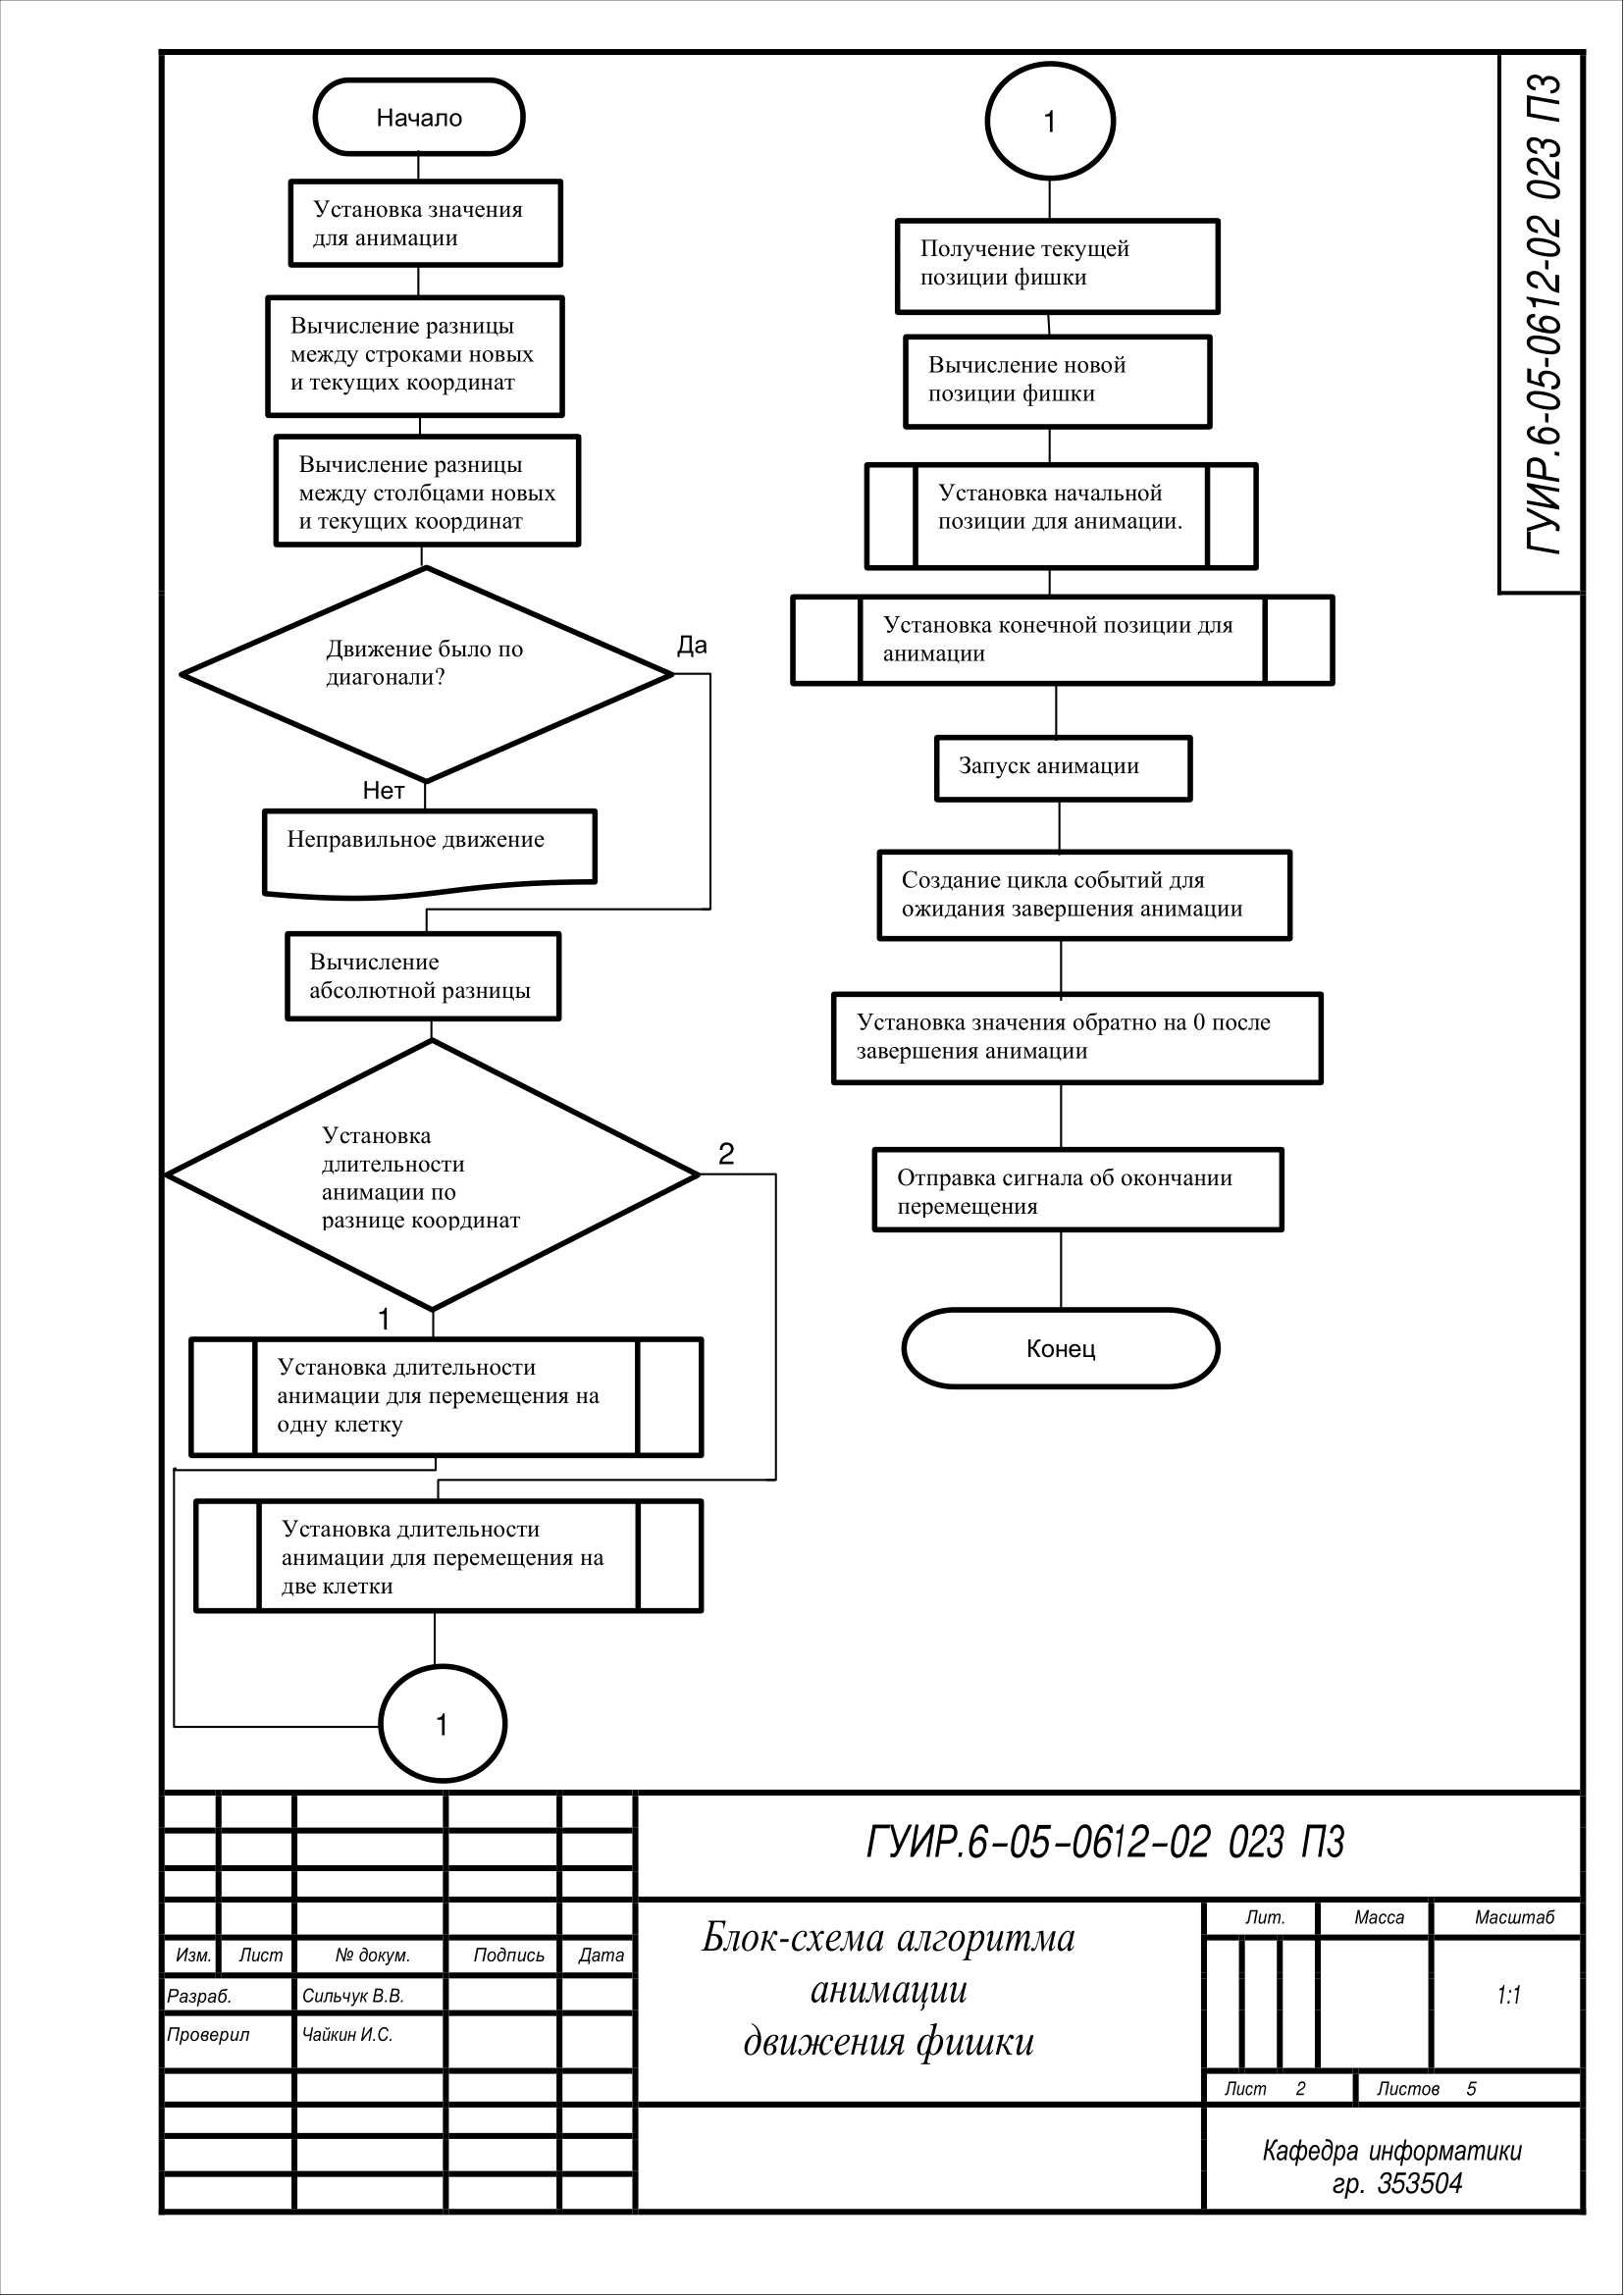 Начало
Установка значения
для анимации
Вычисление разницы
между строками новых
и текущих координат
Вычисление разницы
между столбцами новых
и текущих координат
Движение было по
диагонали?
Да
Нет
Неправильное движение
Вычисление
абсолютной разницы
Установка
длительности
анимации по
разнице координат
2
1
Установка длительности
анимации для перемещения на
одну клетку
Установка длительности
анимации для перемещения на
две клетки
1
1
Получение текущей
позиции фишки
Вычисление новой
позиции фишки
Установка начальной
позиции для анимации.
Установка конечной позиции для
анимации
Запуск анимации
Создание цикла событий для
ожидания завершения анимации
Установка значения обратно на 0 после
завершения анимации
Отправка сигнала об окончании
перемещения
Конец
ГУИР.6-05-0612-02 023 ПЗ
ГУИР.6-05-0612-02 023 ПЗ
Изм. Лист № докум. Подпись Дата
Разраб. Сильчук В.В.
Проверил Чайкин И.С.
Блок-схема алгоритма
анимации
движения фишки
Лит. Масса Масштаб
1:1
Лист 2 Листов 5
Кафедра информатики
гр. 353504